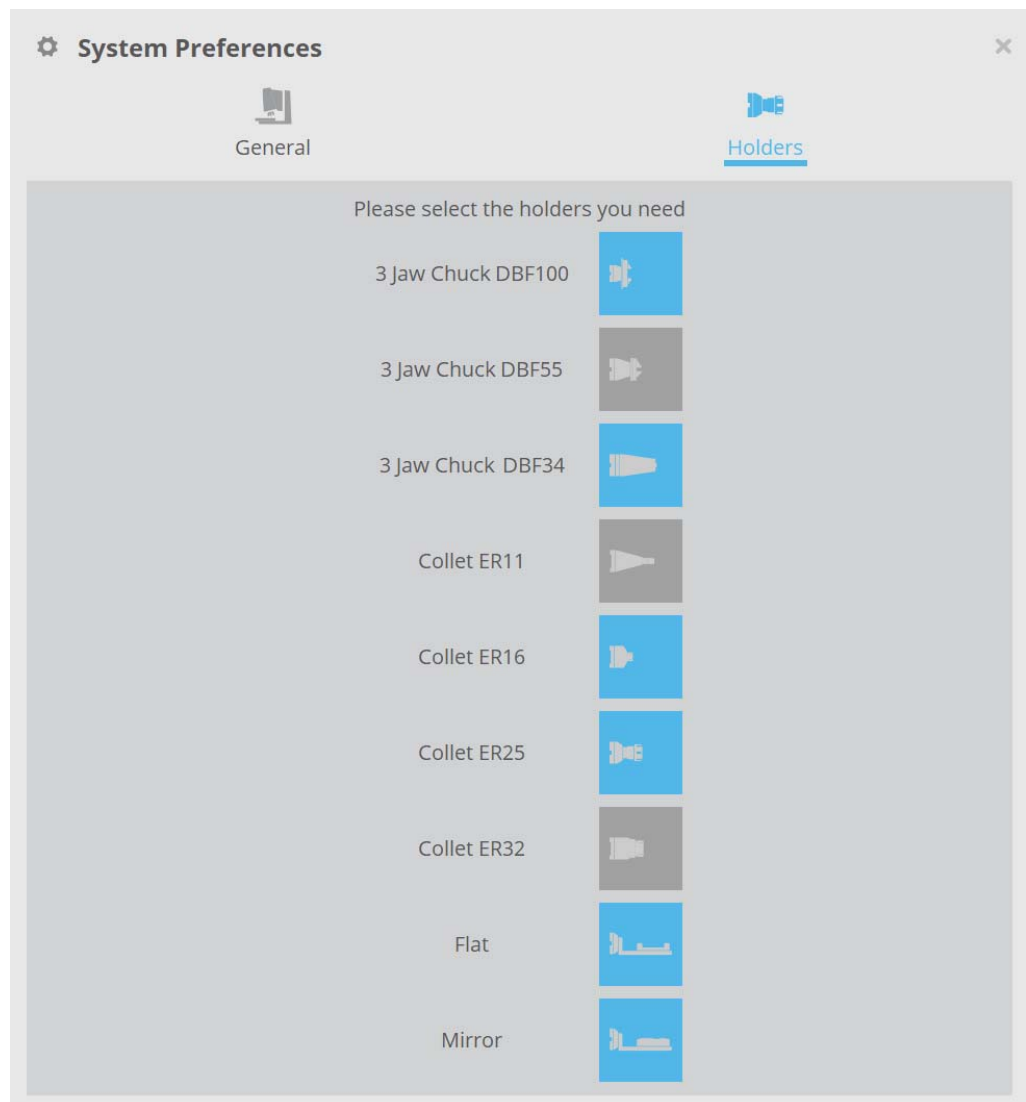 System Preferences
General
Holders
Please select the holders you need
3 Jaw Chuck DBF100
3 Jaw Chuck DBF55
3 Jaw Chuck DBF34
Collet ER11
Collet ER16
Collet ER25
Collet ER32
Flat
Mirror